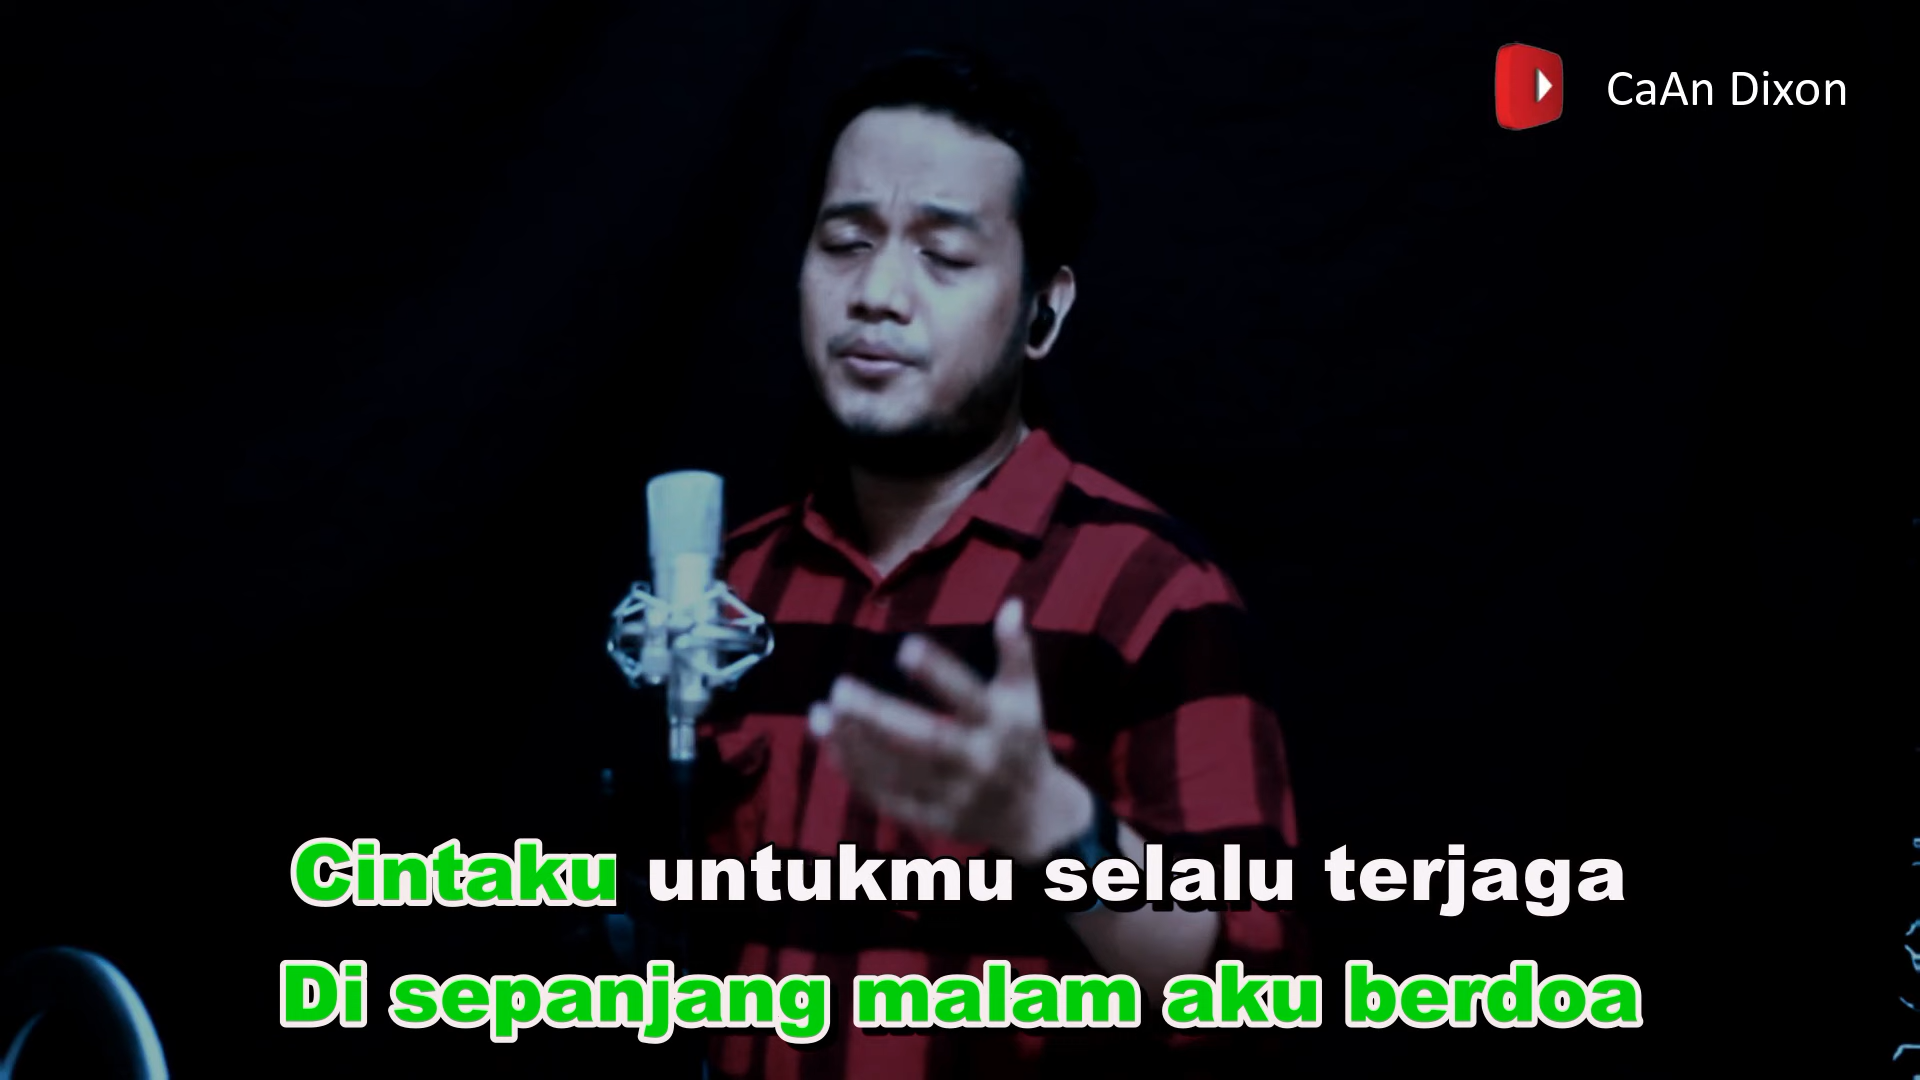 CaAn Dixon
Cintaku untukmu selalu terjaga
Di sepanjang malam aku berdoa